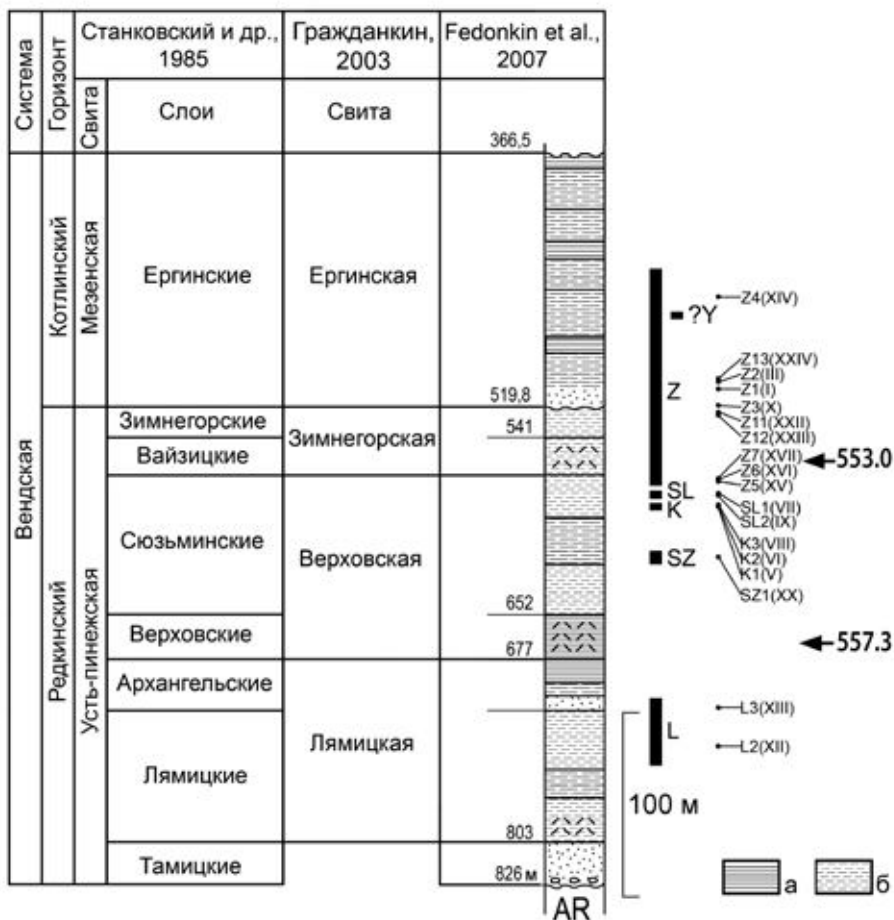 Система
Горизонт
Станковский и др.,
1985
Гражданкин,
2003
Fedonkin et al.,
2007
Свита
Слои
Свита
366,5
Вендская
Котлинский
Мезенская
Ергинские
Ергинская
519,8
Редкинский
Усть-пинежская
Зимнегорские
541
Вайзицкие
Зимнегорская
Сюзьминские
Верховская
652
Верховские
677
Архангельские
Лямицкие
Лямицкая
803
Тамицкие
826 м
AR
?Y
Z
SL
K
SZ
L
Z4(XIV)
Z13(XXIV)
Z2(III)
Z1(I)
Z3(X)
Z11(XXII)
Z12(XXIII)
Z7(XVII)
Z6(XVI)
Z5(XV)
SL1(VII)
SL2(IX)
K3(VIII)
K2(VI)
K1(V)
SZ1(XX)
L3(XIII)
L2(XII)
553.0
557.3
100 м
а
б